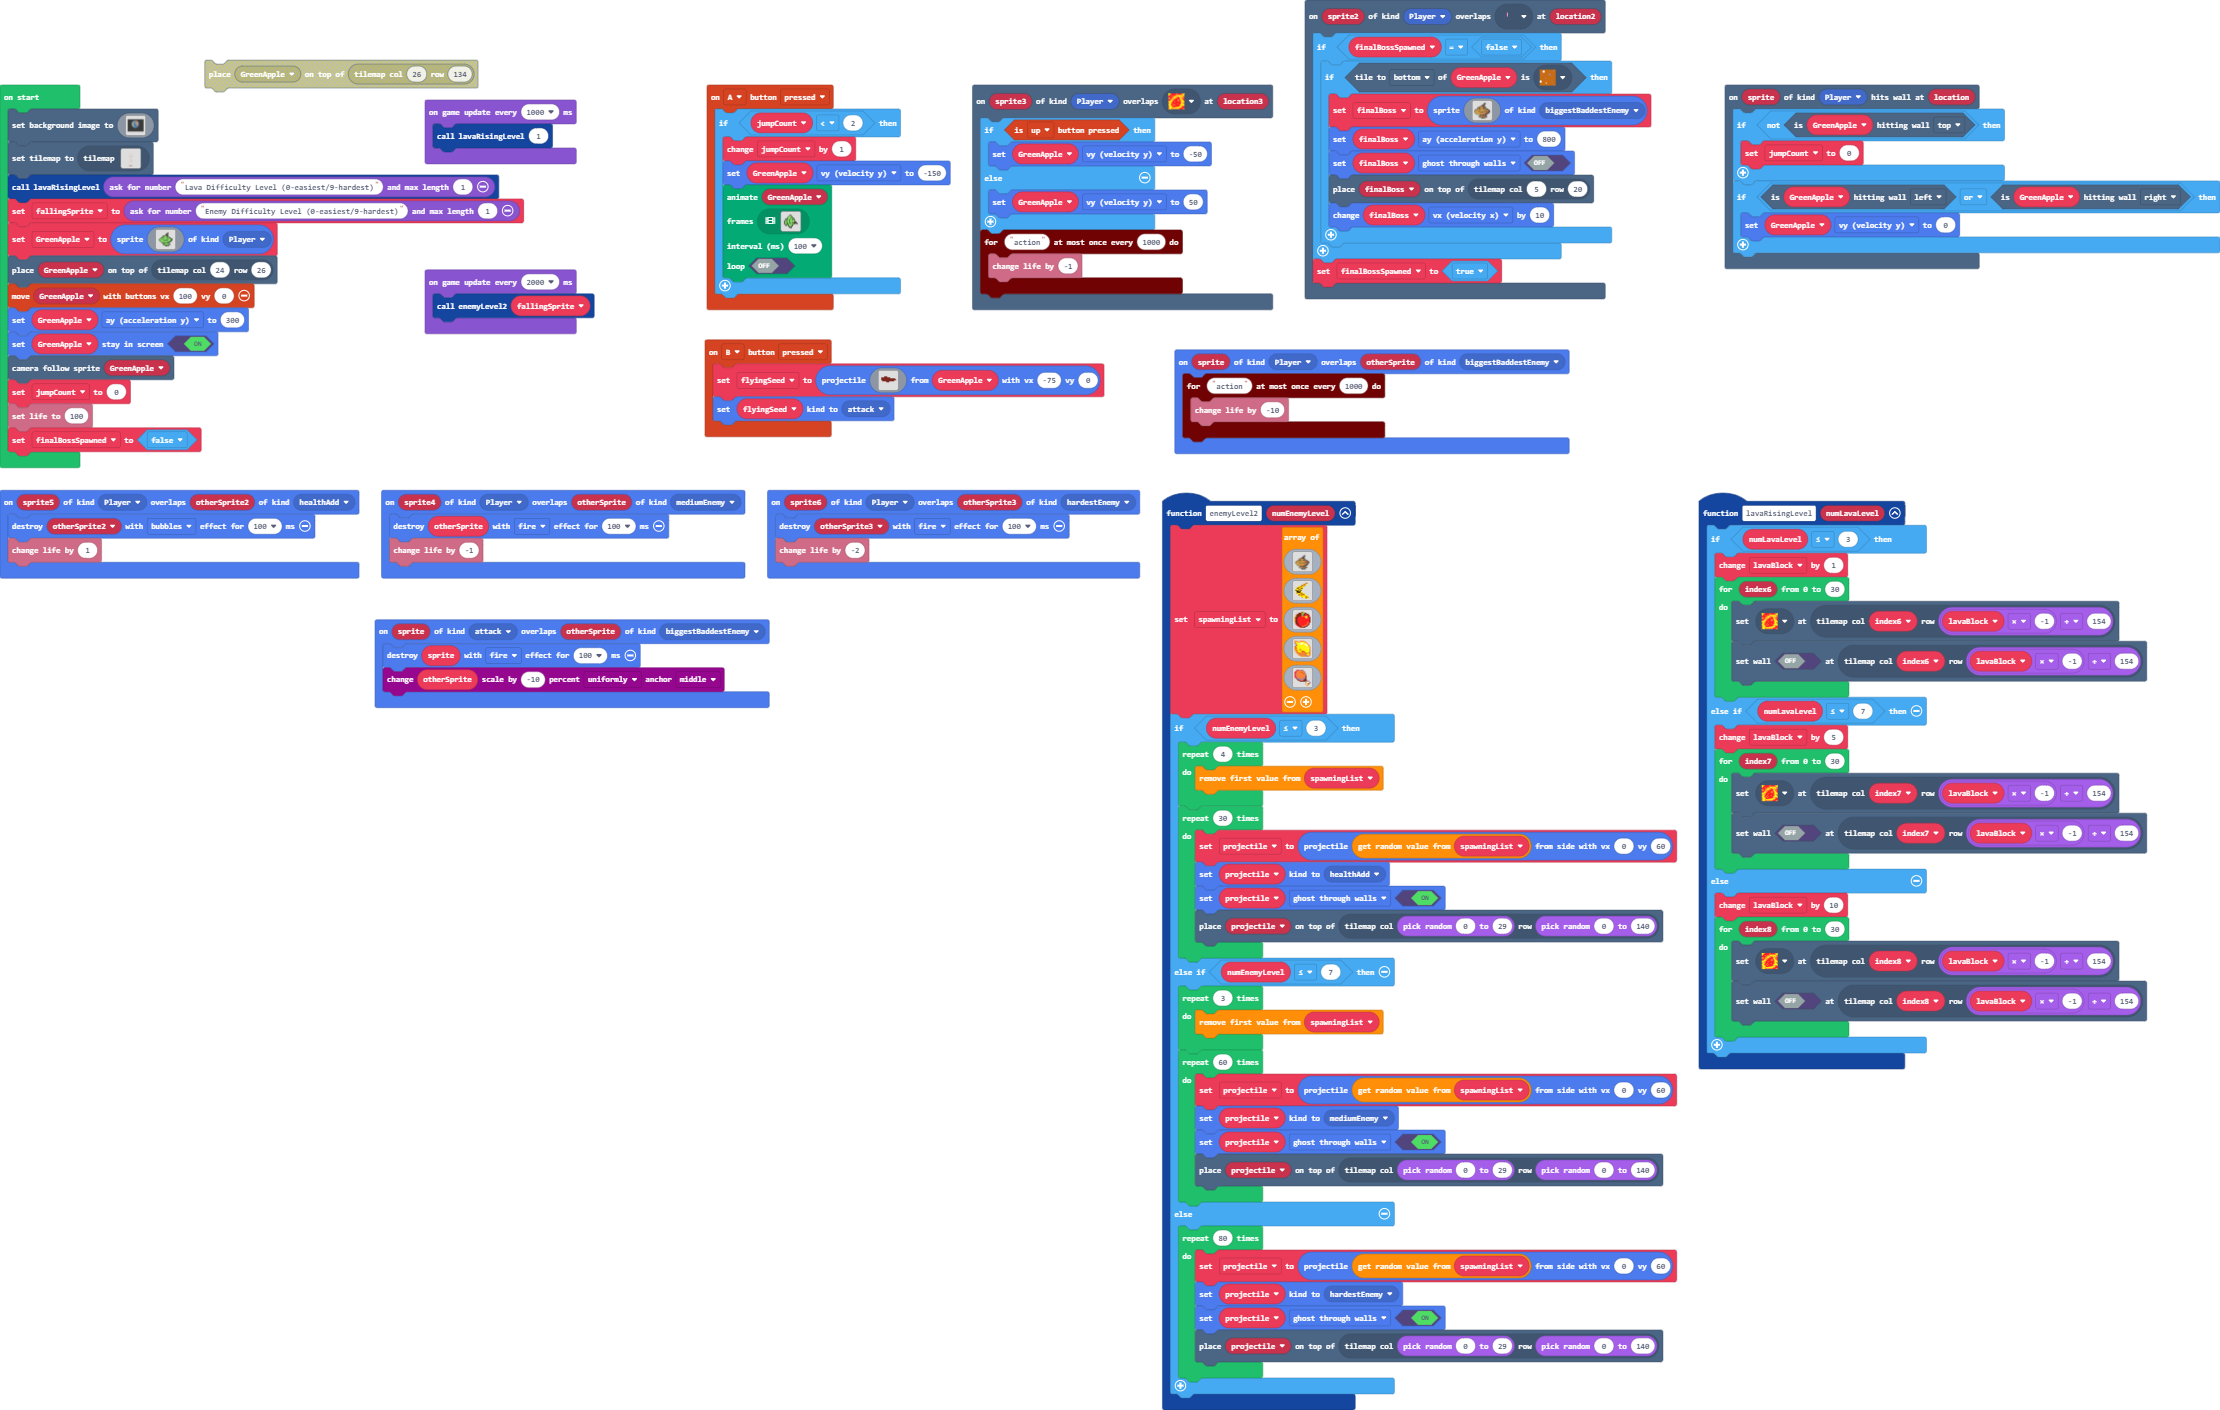 place GreenApple on top of tilemap col 26 row 134
on start
set background image to
set tilemap to tilemap
call lavaRisingLevel ask for number "Lava Difficulty Level (0-easiest/9-hardest)" and max length 1
set fallingSprite to ask for number "Enemy Difficulty Level (0-easiest/9-hardest)" and max length 1
set GreenApple to sprite of kind Player
place GreenApple on top of tilemap col 24 row 26
move GreenApple with buttons vx 100 vy 0
set GreenApple ay (acceleration y) to 300
set GreenApple stay in screen ON
camera follow sprite GreenApple
set jumpCount to 0
set life to 100
set finalBossSpawned to false
on game update every 1000 ms
call lavaRisingLevel 1
on game update every 2000 ms
call enemyLevel2 fallingSprite
on A button pressed
if jumpCount < 2 then
change jumpCount by 1
set GreenApple vy (velocity y) to -150
animate GreenApple
frames
interval (ms) 100
loop OFF
on B button pressed
set flyingSeed to projectile from GreenApple with vx -75 vy 0
set flyingSeed kind to attack
on sprite3 of kind Player overlaps at location3
if is up button pressed then
set GreenApple vy (velocity y) to -50
else
set GreenApple vy (velocity y) to 50
for "action" at most once every 1000 do
change life by -1
on sprite2 of kind Player overlaps at location2
if finalBossSpawned = false then
if tile to bottom of GreenApple is then
set finalBoss to sprite of kind biggestBaddestEnemy
set finalBoss ay (acceleration y) to 800
set finalBoss ghost through walls OFF
place finalBoss on top of tilemap col 5 row 20
change finalBoss vx (velocity x) by 10
set finalBossSpawned to true
on sprite of kind Player hits wall at location
if not is GreenApple hitting wall top then
set jumpCount to 0
if is GreenApple hitting wall left or is GreenApple hitting wall right then
set GreenApple vy (velocity y) to 0
on sprite of kind Player overlaps otherSprite of kind biggestBaddestEnemy
for "action" at most once every 1000 do
change life by -10
on sprite5 of kind Player overlaps otherSprite2 of kind healthAdd
destroy otherSprite2 with bubbles effect for 100 ms
change life by 1
on sprite4 of kind Player overlaps otherSprite of kind mediumEnemy
destroy otherSprite with fire effect for 100 ms
change life by -1
on sprite6 of kind Player overlaps otherSprite3 of kind hardestEnemy
destroy otherSprite3 with fire effect for 100 ms
change life by -2
on sprite of kind attack overlaps otherSprite of kind biggestBaddestEnemy
destroy sprite with fire effect for 100 ms
change otherSprite scale by -10 percent uniformly anchor middle
function enemyLevel2 numEnemyLevel
set spawningList to array of
if numEnemyLevel ≤ 3 then
repeat 4 times
do remove first value from spawningList
repeat 30 times
do set projectile to projectile get random value from spawningList from side with vx 0 vy 60
set projectile kind to healthAdd
set projectile ghost through walls ON
place projectile on top of tilemap col pick random 0 to 29 row pick random 0 to 140
else if numEnemyLevel ≤ 7 then
repeat 3 times
do remove first value from spawningList
repeat 60 times
do set projectile to projectile get random value from spawningList from side with vx 0 vy 60
set projectile kind to mediumEnemy
set projectile ghost through walls ON
place projectile on top of tilemap col pick random 0 to 29 row pick random 0 to 140
else
repeat 80 times
do set projectile to projectile get random value from spawningList from side with vx 0 vy 60
set projectile kind to hardestEnemy
set projectile ghost through walls ON
place projectile on top of tilemap col pick random 0 to 29 row pick random 0 to 140
function lavaRisingLevel numLavaLevel
if numLavaLevel ≤ 3 then
change lavaBlock by 1
for index6 from 0 to 30
do set at tilemap col index6 row lavaBlock × -1 + 154
set wall OFF at tilemap col index6 row lavaBlock × -1 + 154
else if numLavaLevel ≤ 7 then
change lavaBlock by 5
for index7 from 0 to 30
do set at tilemap col index7 row lavaBlock × -1 + 154
set wall OFF at tilemap col index7 row lavaBlock × -1 + 154
else
change lavaBlock by 10
for index8 from 0 to 30
do set at tilemap col index8 row lavaBlock × -1 + 154
set wall OFF at tilemap col index8 row lavaBlock × -1 + 154